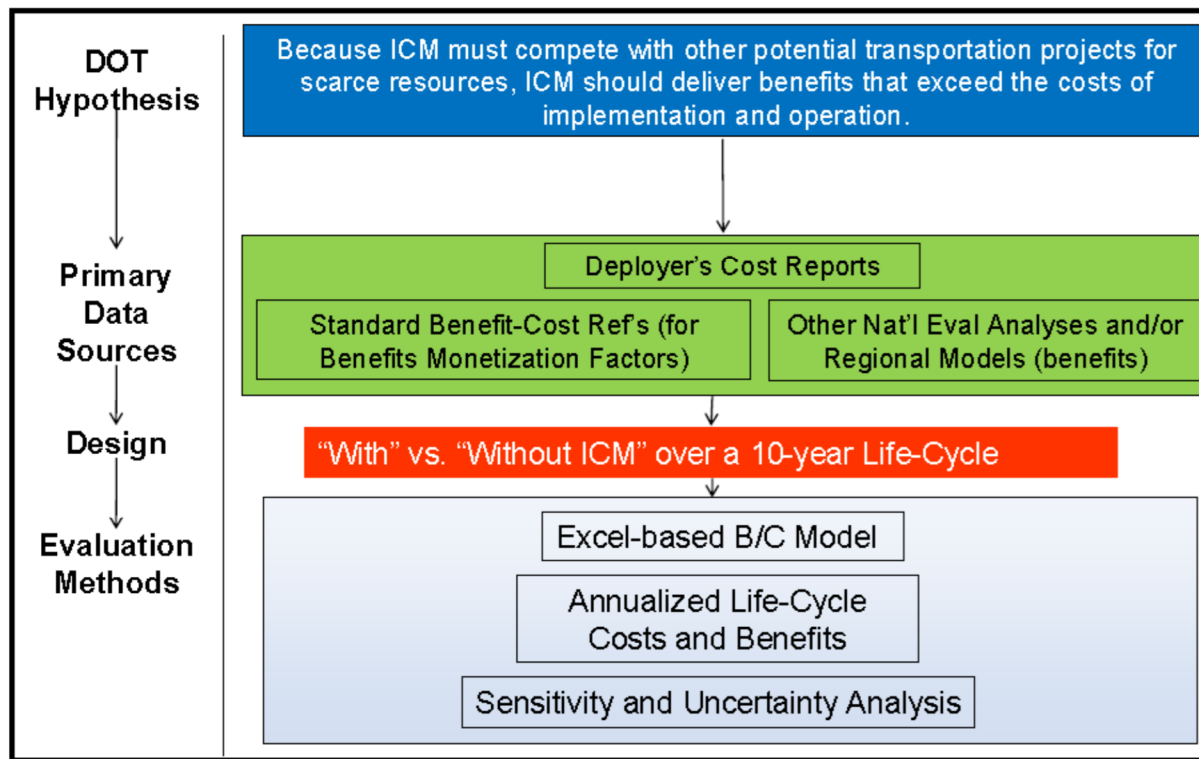 DOT
Hypothesis
Because ICM must compete with other potential transportation projects for
scarce resources, ICM should deliver benefits that exceed the costs of
implementation and operation.
Primary
Data
Sources
Deployer's Cost Reports
Standard Benefit-Cost Ref's (for
Benefits Monetization Factors)
Other Nat'l Eval Analyses and/or
Regional Models (benefits)
Design
“With” vs. “Without ICM” over a 10-year Life-Cycle
Evaluation
Methods
Excel-based B/C Model
Annualized Life-Cycle
Costs and Benefits
Sensitivity and Uncertainty Analysis